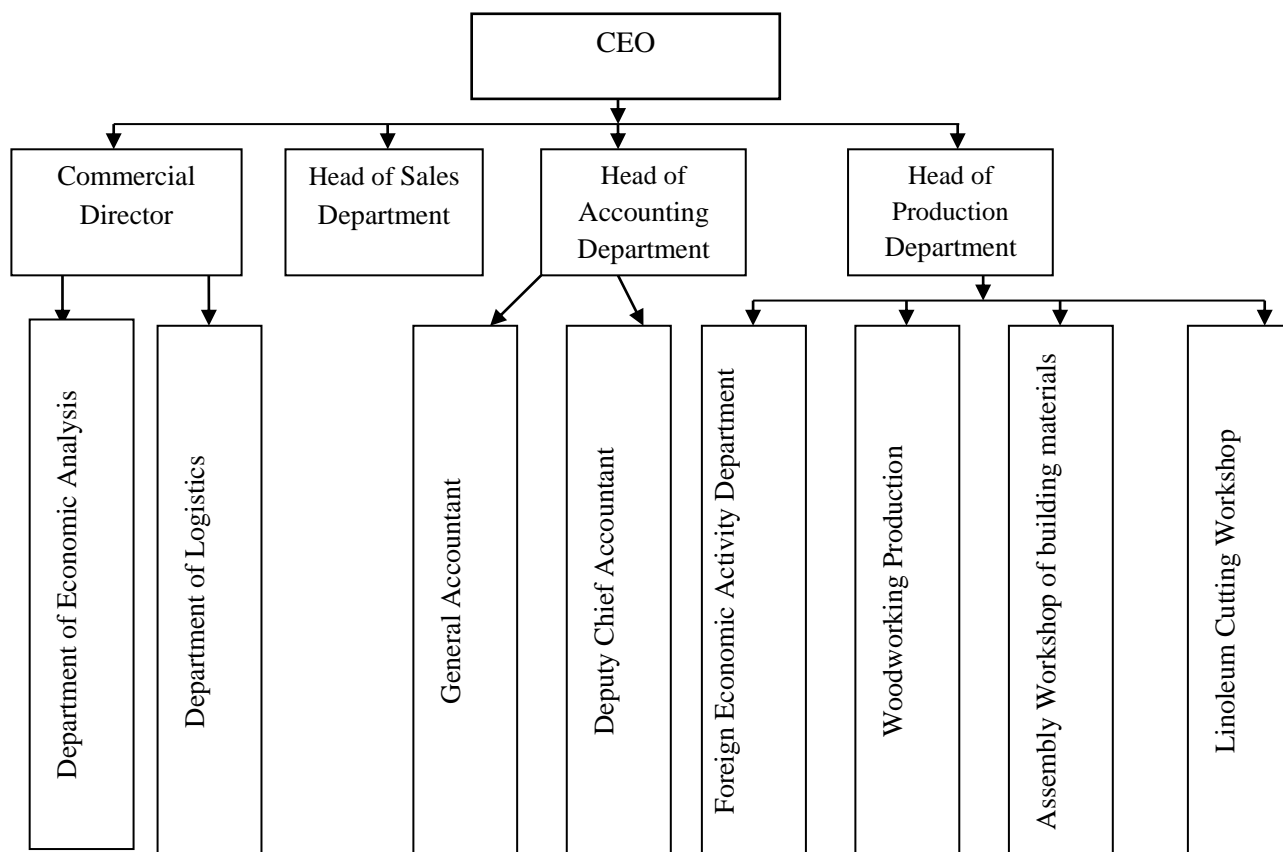 CEO
Commercial
Director
Head of Sales
Department
Head of
Accounting
Department
Head of
Production
Department
Department of Economic Analysis
Department of Logistics
General Accountant
Deputy Chief Accountant
Foreign Economic Activity Department
Woodworking Production
Assembly Workshop of building materials
Linoleum Cutting Workshop